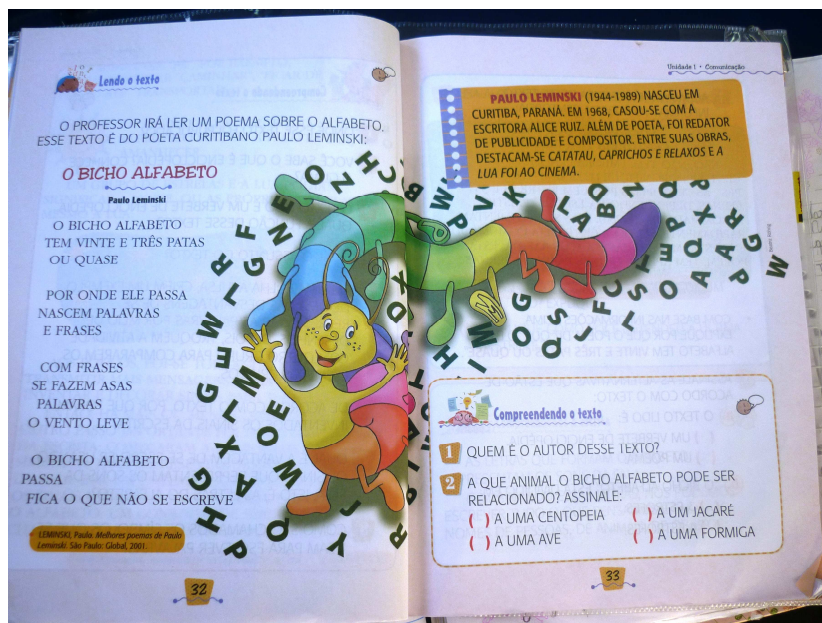 Lendo o texto
O PROFESSOR IRÁ LER UM POEMA SOBRE O ALFABETO.
ESSE TEXTO É DO POETA CURITIBANO PAULO LEMINSKI:
O BICHO ALFABETO
Paulo Leminski
O BICHO ALFABETO
TEM VINTE E TRÊS PATAS
OU QUASE
POR ONDE ELE PASSA
NASCEM PALAVRAS
E FRASES
COM FRASES
SE FAZEM ASAS
PALAVRAS
O VENTO LEVE
O BICHO ALFABETO
PASSA
FICA O QUE NÃO SE ESCREVE
LEMINSKI, Paulo. Melhores poemas de Paulo
Leminski. São Paulo: Global, 2001.
32
Unidade 1 • Comunicação
PAULO LEMINSKI (1944-1989) NASCEU EM
CURITIBA, PARANÁ. EM 1968, CASOU-SE COM A
ESCRITORA ALICE RUIZ. ALÉM DE POETA, FOI REDATOR
DE PUBLICIDADE E COMPOSITOR. ENTRE SUAS OBRAS,
DESTACAM-SE CATATAU, CAPRICHOS E RELAXOS E A
LUA FOI AO CINEMA.
Compreendendo o texto
1 QUEM É O AUTOR DESSE TEXTO?
2 A QUE ANIMAL O BICHO ALFABETO PODE SER
RELACIONADO? ASSINALE:
( ) A UMA CENTOPEIA ( ) A UM JACARÉ
( ) A UMA AVE ( ) A UMA FORMIGA
33